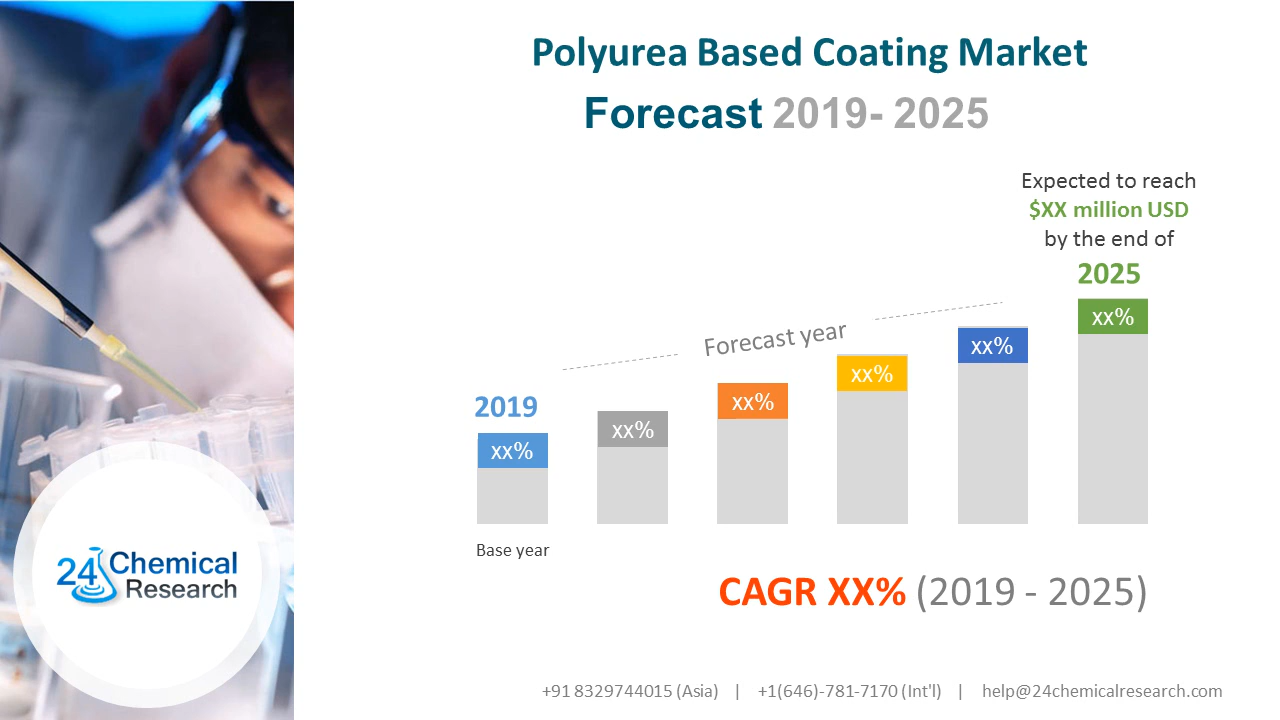 Polyurea Based Coating Market
Forecast 2019- 2025
Expected to reach
$XX million USD
by the end of
2025
xx%
Forecast year
xx%
xx%
xx%
2019
xx%
xx%
Base year
24 Chemical
Research
CAGR XX% (2019 - 2025)
+91 8329744015 (Asia) | +1(646)-781-7170 (Int'l) | help@24chemicalresearch.com